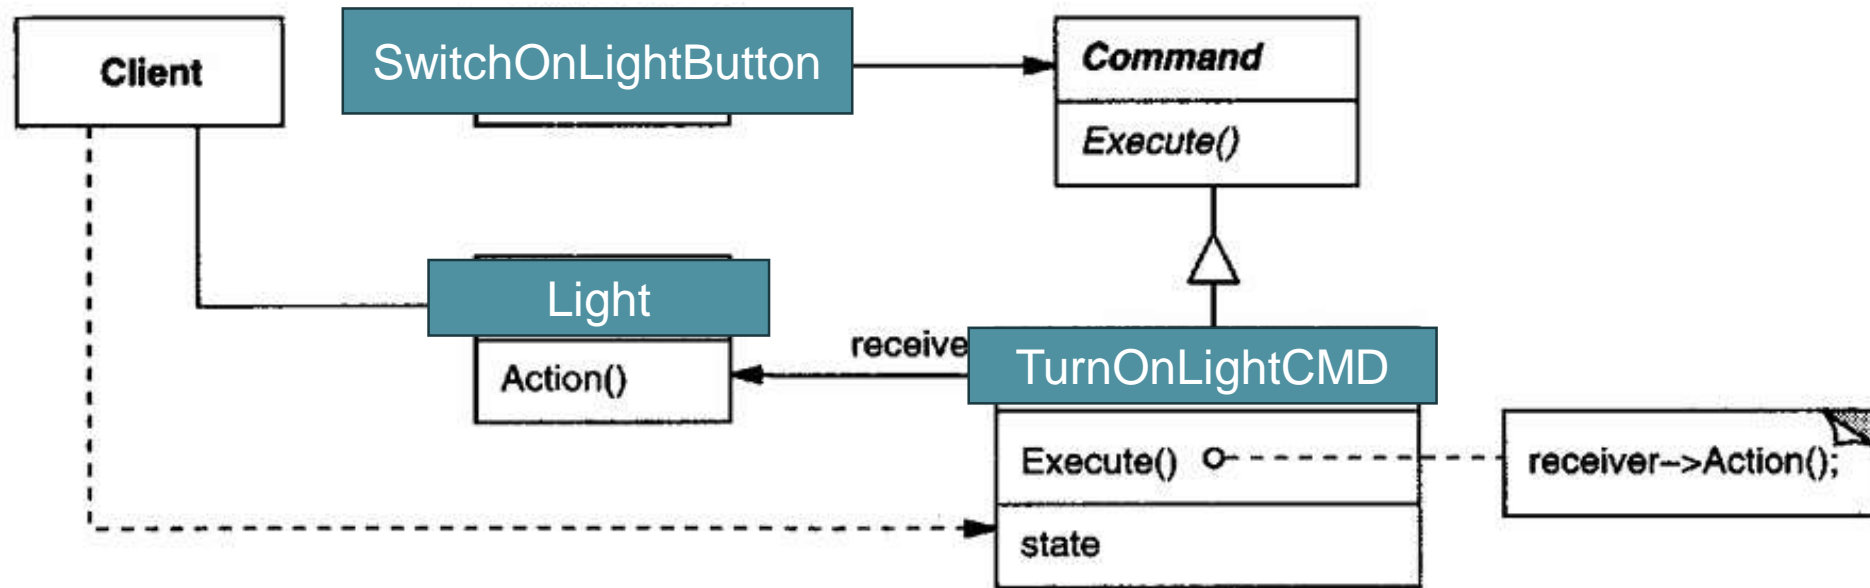 Client
SwitchOnLightButton
Command
Execute()
Light
Action()
receive
TurnOnLightCMD
Execute()
receiver–>Action();
state